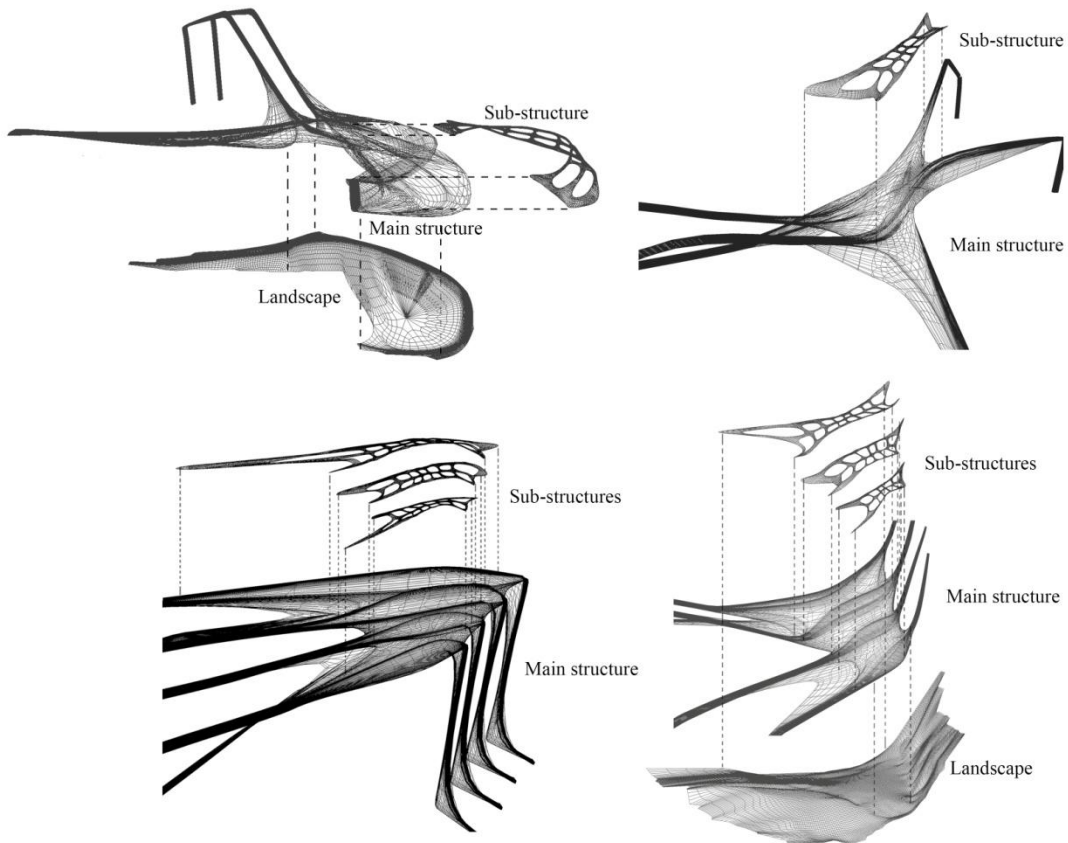 Sub-structure
Main structure
Landscape
Sub-structure
Main structure
Sub-structures
Main structure
Sub-structures
Main structure
Landscape